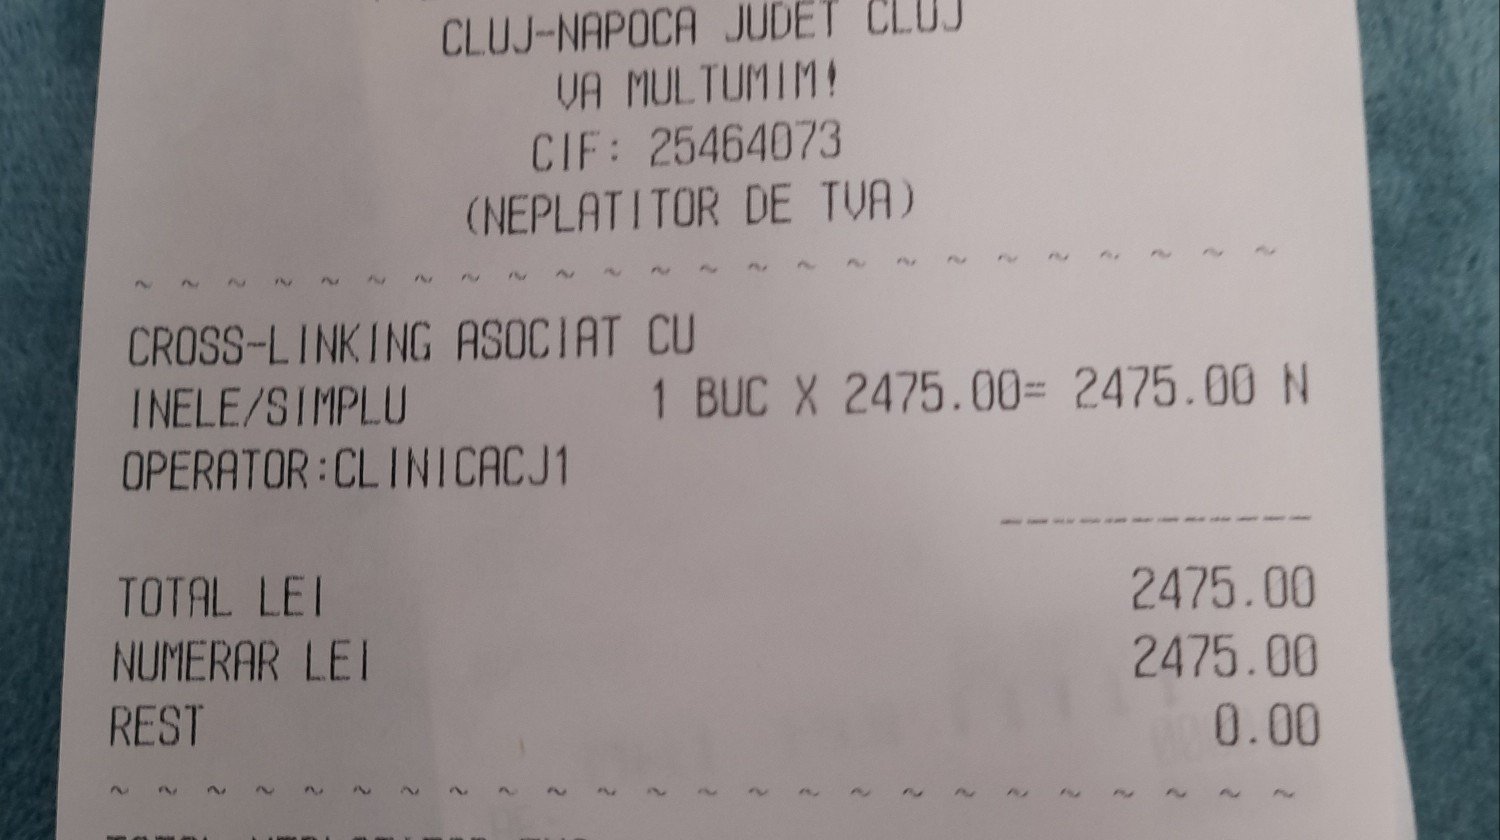 CLUJ-NAPOCA JUDET CLUJ
VA MULTUMIM!
CIF: 25464073
(NEPLATITOR DE TVA)
~ ~ ~ ~ ~ ~ ~ ~ ~ ~ ~ ~ ~ ~ ~ ~ ~ ~ ~ ~ ~ ~ ~ ~
CROSS-LINKING ASOCIAT CU
INELE/SIMPLU 1 BUC X 2475.00= 2475.00 N
OPERATOR:CLINICACJ1
------------
TOTAL LEI 2475.00
NUMERAR LEI 2475.00
REST 0.00
~ ~ ~ ~ ~ ~ ~ ~ ~ ~ ~ ~ ~ ~ ~ ~ ~ ~ ~ ~ ~ ~ ~ ~ ~